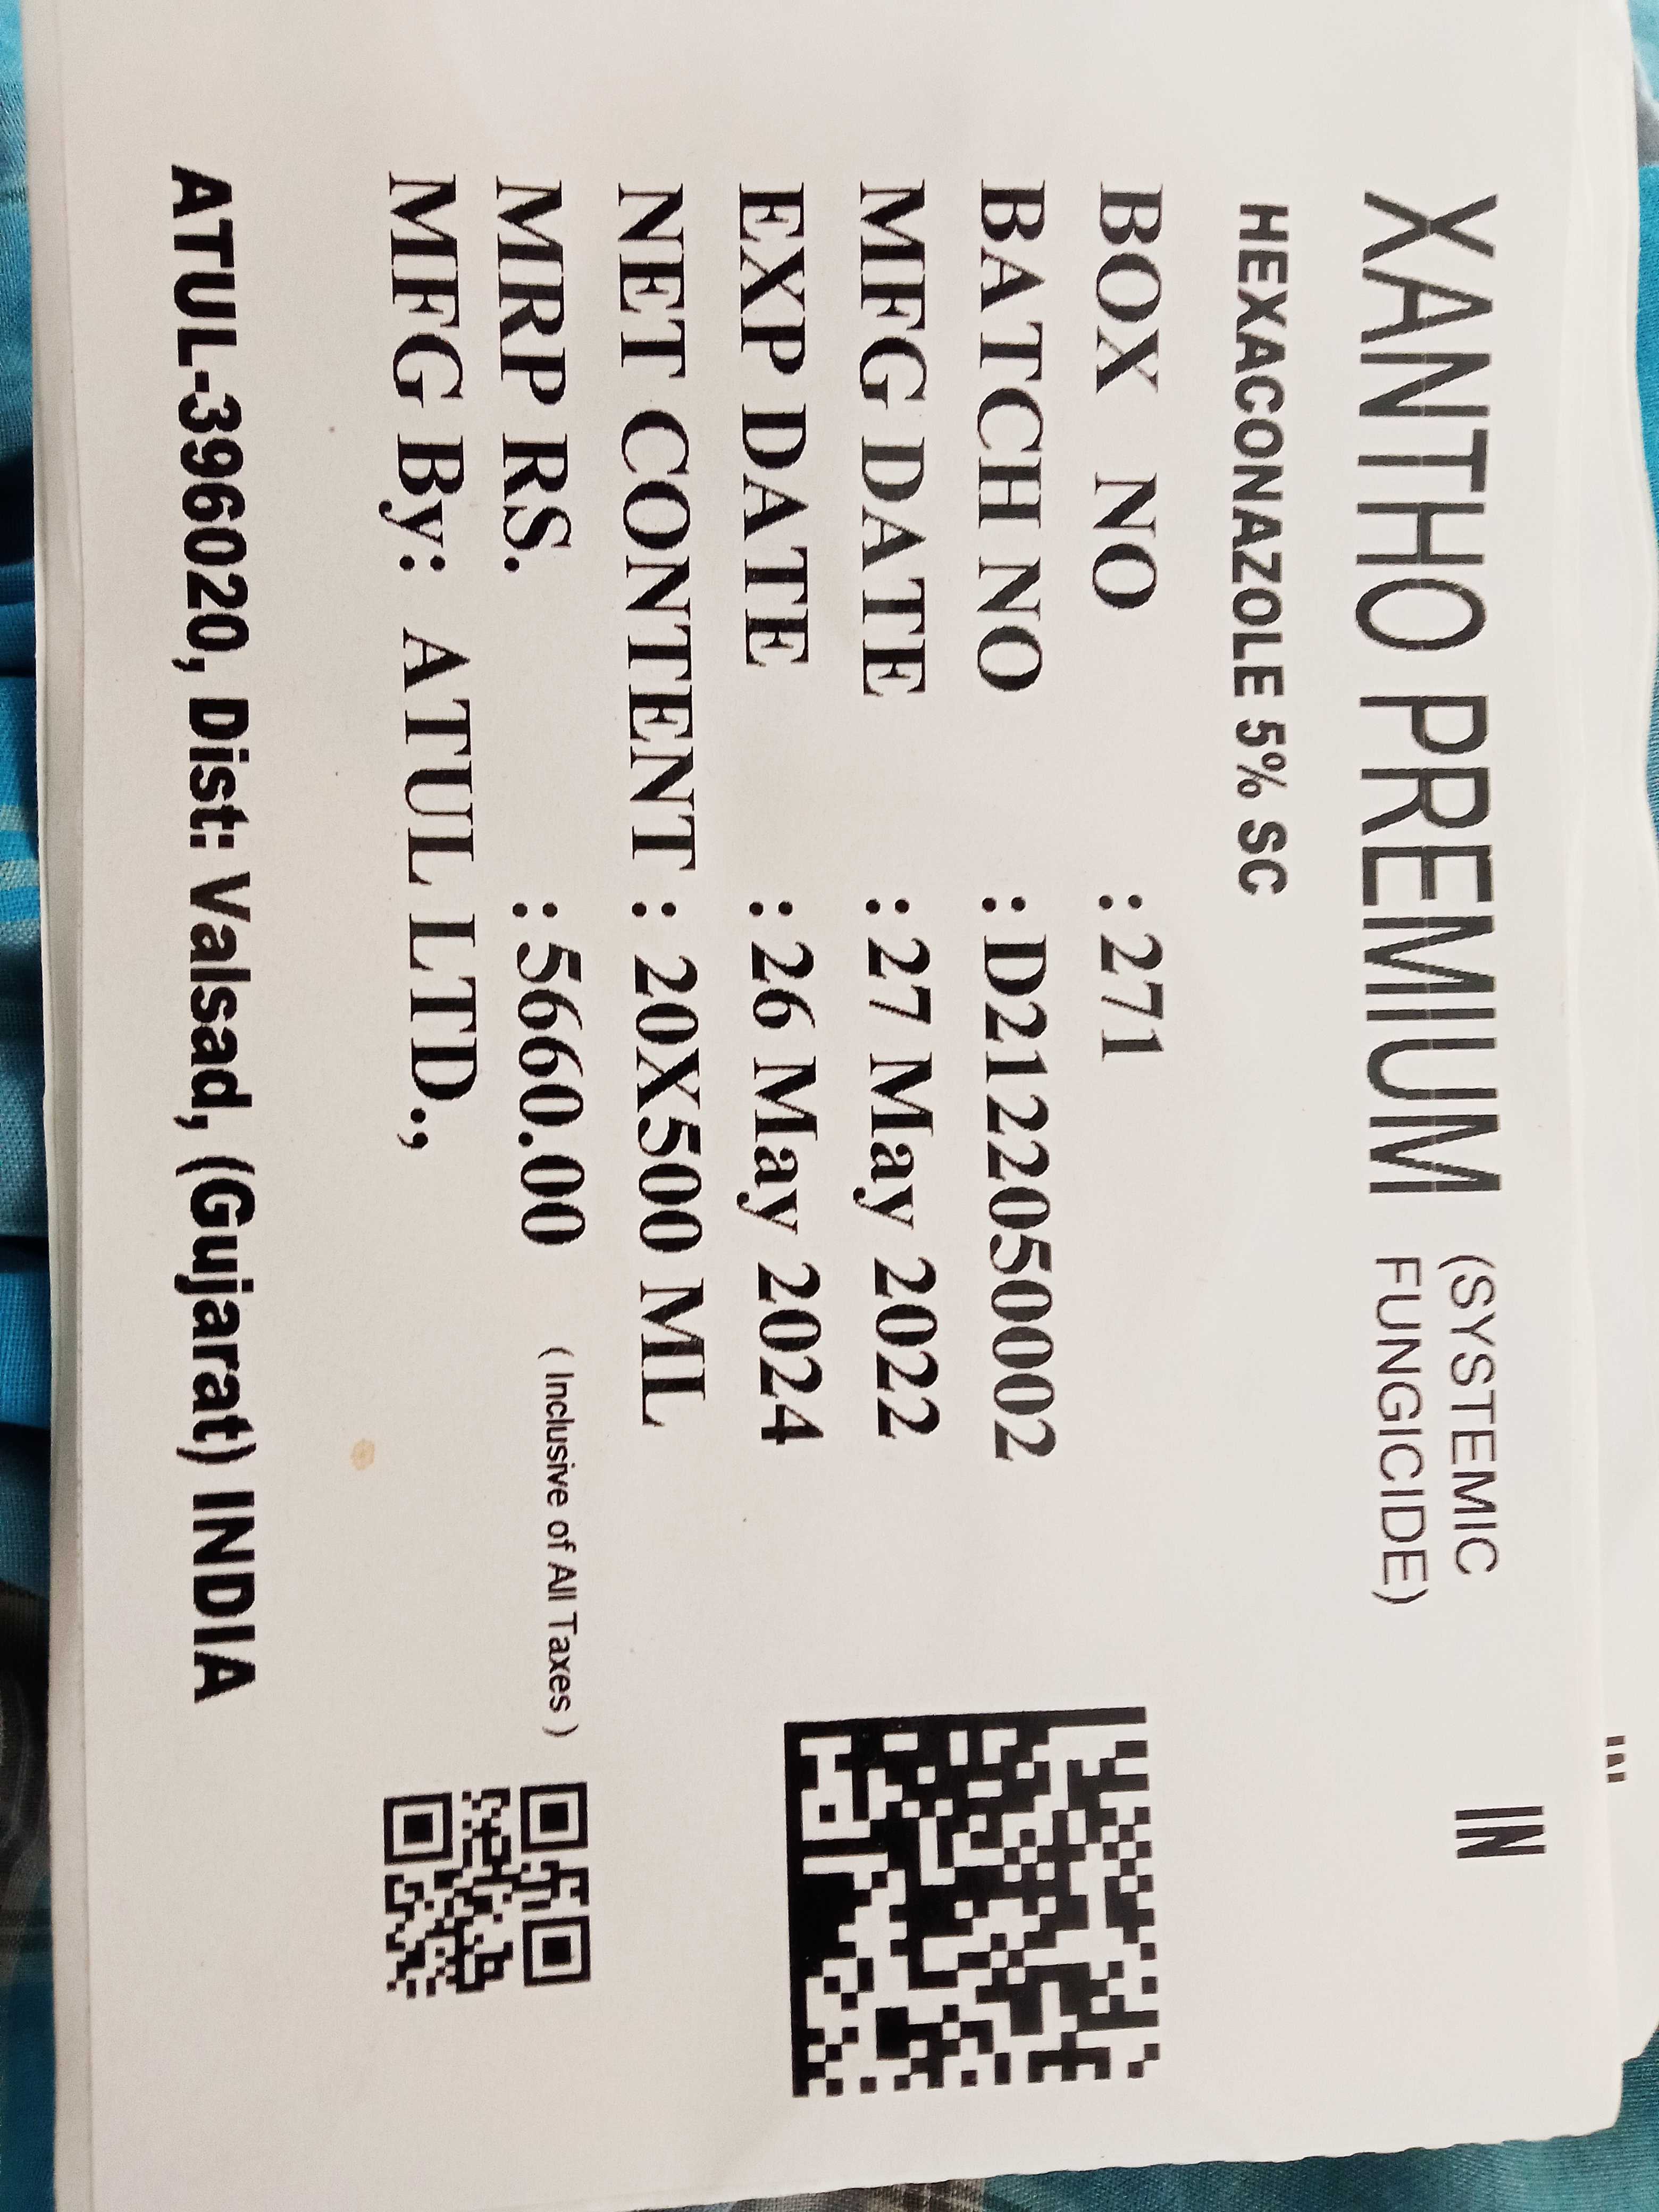 XANTHO PREMIUM (SYSTEMIC FUNGICIDE) IN
HEXACONAZOLE 5% SC
BOX NO : 271
BATCH NO : D2122050002
MFG DATE : 27 May 2022
EXP DATE : 26 May 2024
NET CONTENT : 20X500 ML
MRP RS. : 5660.00 ( Inclusive of All Taxes )
MFG By: ATUL LTD.,
ATUL-396020, Dist: Valsad, (Gujarat) INDIA